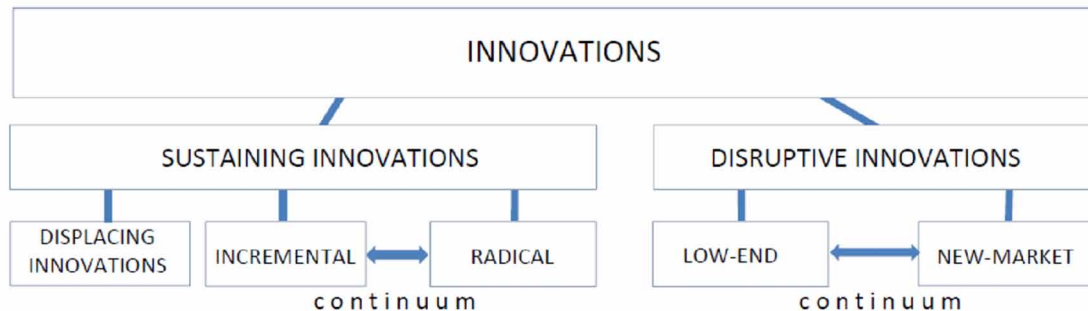 INNOVATIONS
SUSTAINING INNOVATIONS
DISRUPTIVE INNOVATIONS
DISPLACING
INNOVATIONS
INCREMENTAL
RADICAL
LOW-END
NEW-MARKET
continuum
continuum